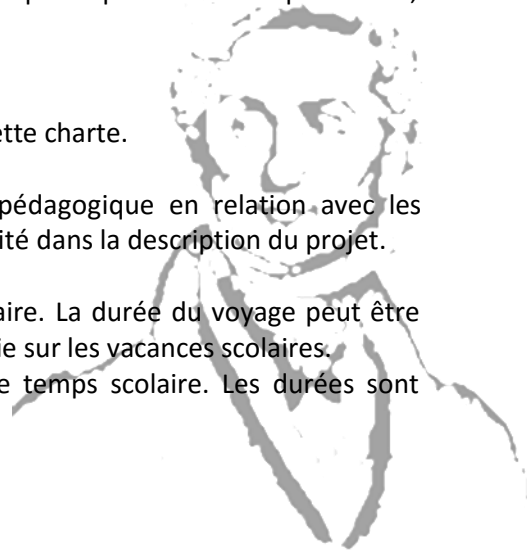 ette charte.
pédagogique en relation avec les
ité dans la description du projet.
aire. La durée du voyage peut être
ie sur les vacances scolaires.
e temps scolaire. Les durées sont